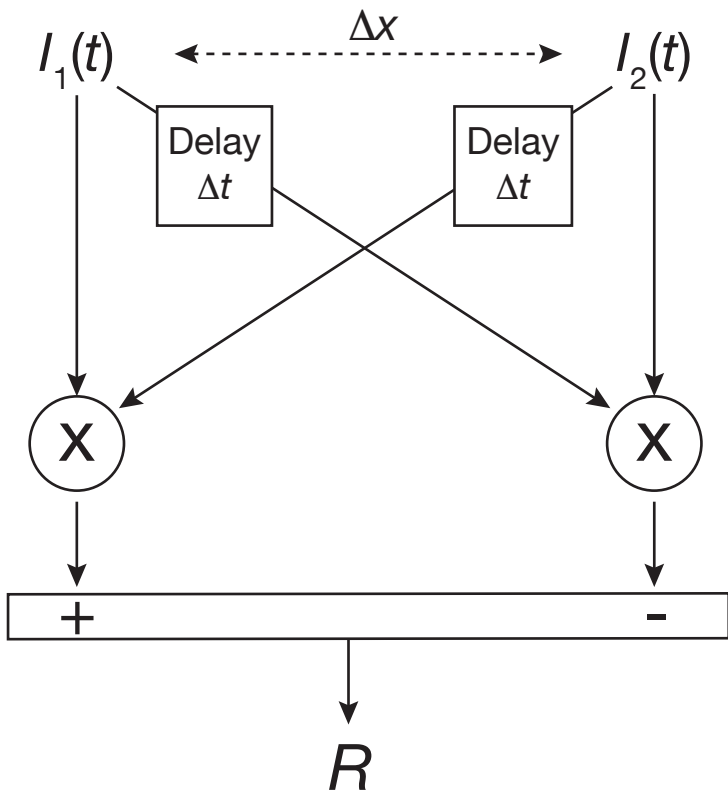 Δx
I₁(t) I₂(t)
Delay Delay
Δt Δt
X X
+ -
R